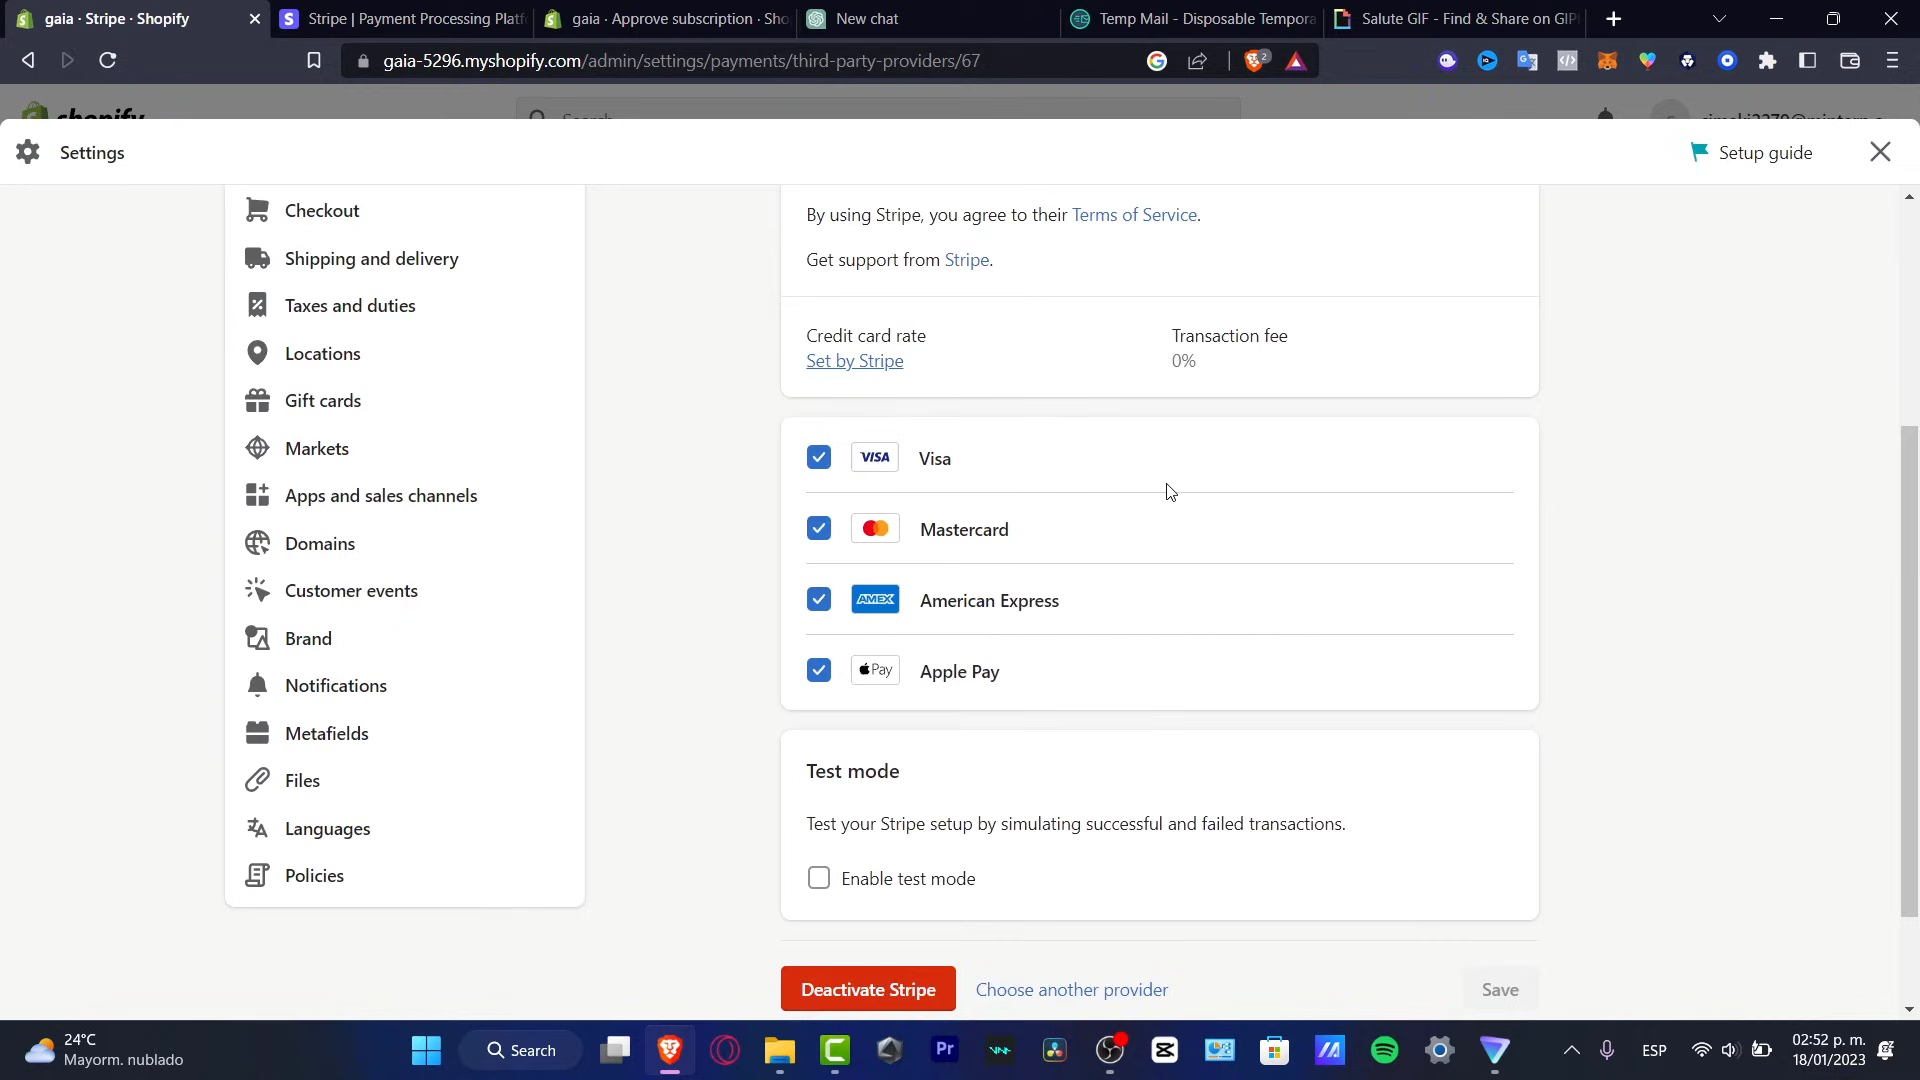 gaia · Stripe · Shopify
Stripe | Payment Processing Platf
gaia · Approve subscription · Sho
New chat
Temp Mail - Disposable Tempora
Salute GIF - Find & Share on GIP
gaia-5296.myshopify.com/admin/settings/payments/third-party-providers/67
2
shopify
Search
Settings
Setup guide
Checkout
Shipping and delivery
Taxes and duties
Locations
Gift cards
Markets
Apps and sales channels
Domains
Customer events
Brand
Notifications
Metafields
Files
Languages
Policies
By using Stripe, you agree to their Terms of Service.
Get support from Stripe.
Credit card rate
Set by Stripe
Transaction fee
0%
VISA Visa
Mastercard
AMEX American Express
Pay Apple Pay
Test mode
Test your Stripe setup by simulating successful and failed transactions.
Enable test mode
Deactivate Stripe
Choose another provider
Save
24°C
Mayorm. nublado
Search
Pr
ESP
02:52 p. m.
18/01/2023